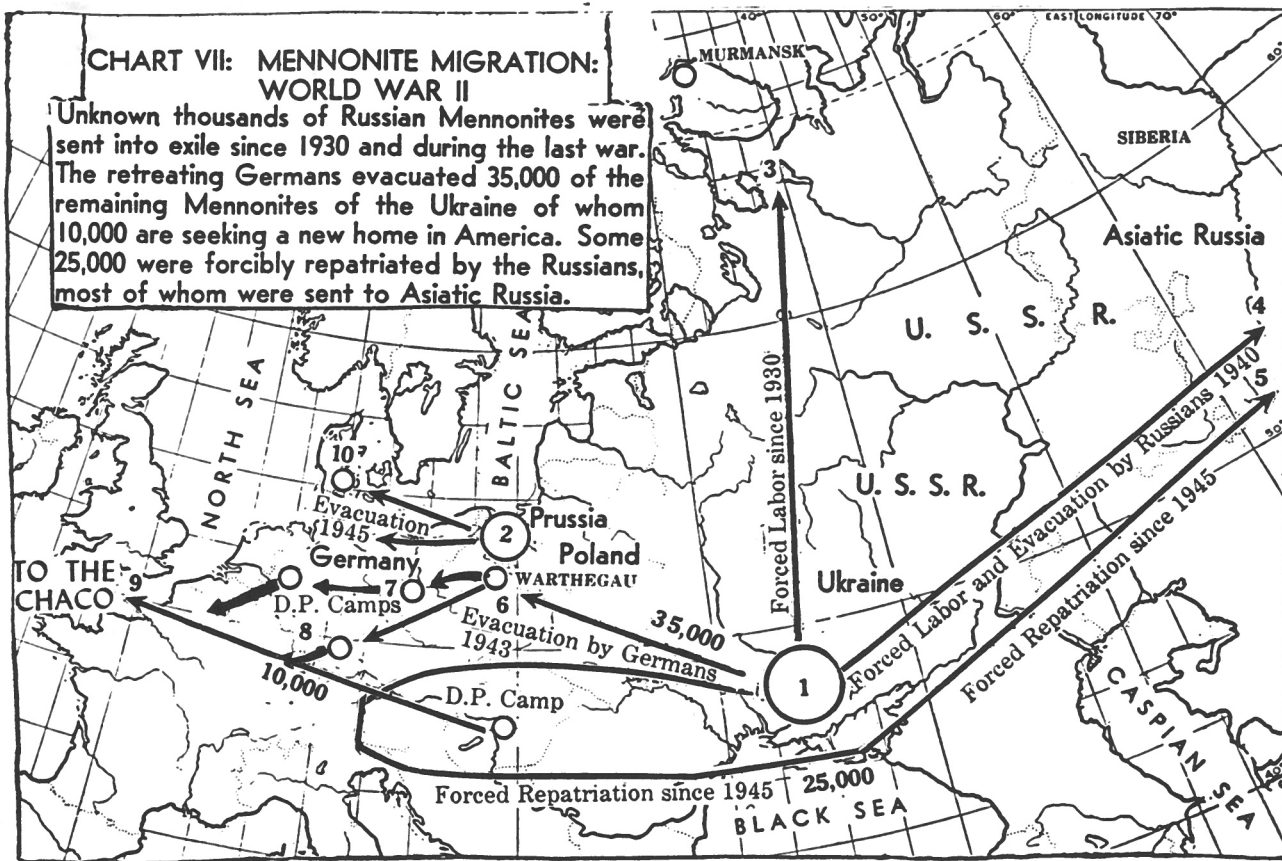 CHART VII: MENNONITE MIGRATION:
WORLD WAR II
Unknown thousands of Russian Mennonites were
sent into exile since 1930 and during the last war.
The retreating Germans evacuated 35,000 of the
remaining Mennonites of the Ukraine of whom
10,000 are seeking a new home in America. Some
25,000 were forcibly repatriated by the Russians,
most of whom were sent to Asiatic Russia.
40°
50°
60°
EAST LONGITUDE 70°
60°
MURMANSK
SIBERIA
3
Asiatic Russia
4
U. S. S. R.
5
50°
NORTH SEA
BALTIC SEA
Forced Labor since 1930
U. S. S. R.
Forced Labor and Evacuation by Russians 1940
Forced Repatriation since 1945
10
Evacuation
1945
2
Prussia
Poland
Germany
WARTHEGAU
Ukraine
TO THE
CHACO
9
7
D.P. Camps
6
8
Evacuation by Germans
1943
35,000
1
10,000
D.P. Camp
CASPIAN SEA
40°
Forced Repatriation since 1945
25,000
BLACK SEA